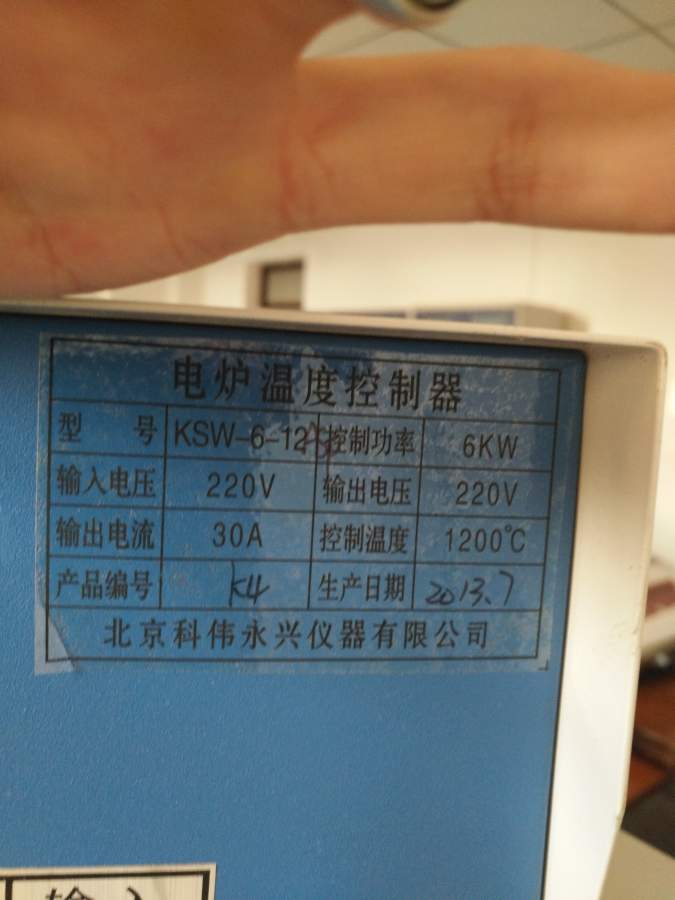 电炉温度控制器
型 号 KSW-6-12 控制功率 6KW
输入电压 220V 输出电压 220V
输出电流 30A 控制温度 1200℃
产品编号 K4 生产日期 2013.7
北京科伟永兴仪器有限公司
输入